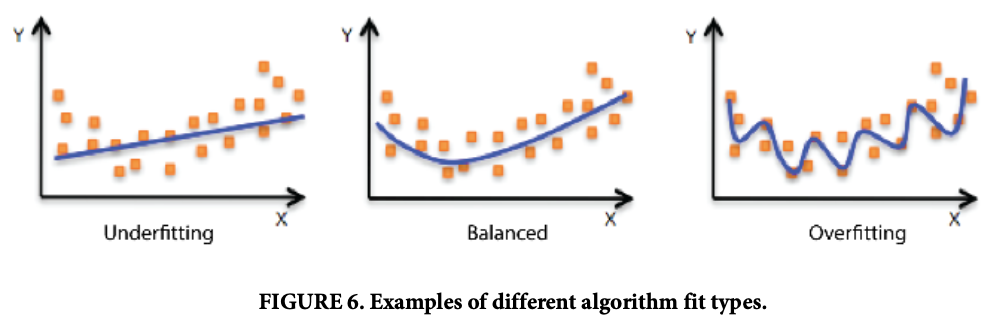 Y
X
Underfitting
Y
X
Balanced
Y
X
Overfitting
FIGURE 6. Examples of different algorithm fit types.